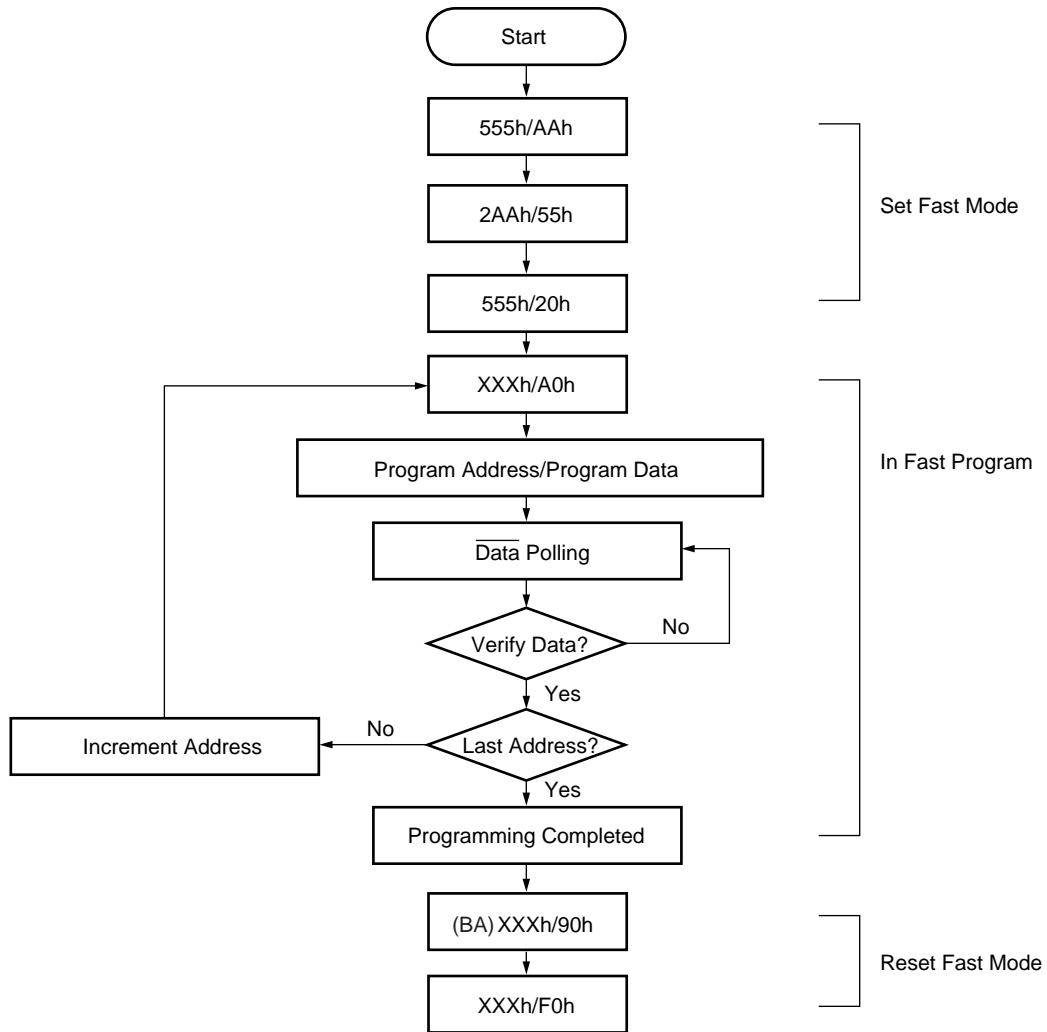 Start
555h/AAh
2AAh/55h
Set Fast Mode
555h/20h
XXXh/A0h
Program Address/Program Data
In Fast Program
Data Polling
Verify Data?
No
Yes
Increment Address
No
Last Address?
Yes
Programming Completed
(BA) XXXh/90h
Reset Fast Mode
XXXh/F0h